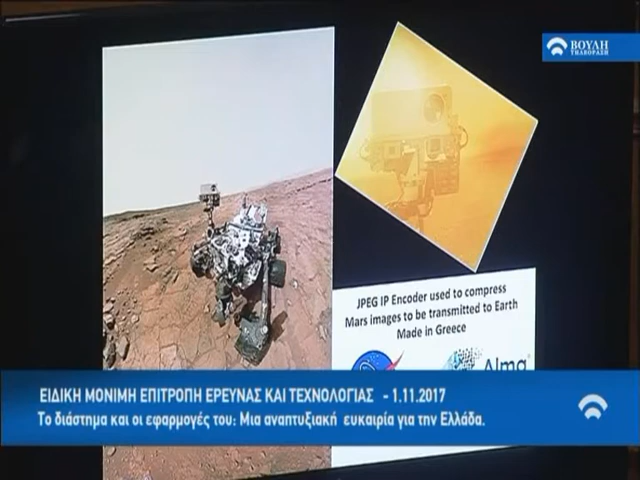 ΒΟΥΛΗ
ΤΗΛΕΟΡΑΣΗ
JPEG IP Encoder used to compress
Mars images to be transmitted to Earth
Made in Greece
ΕΙΔΙΚΗ ΜΟΝΙΜΗ ΕΠΙΤΡΟΠΗ ΕΡΕΥΝΑΣ ΚΑΙ ΤΕΧΝΟΛΟΓΙΑΣ - 1.11.2017
Το διάστημα και οι εφαρμογές του: Μια αναπτυξιακή ευκαιρία για την Ελλάδα.